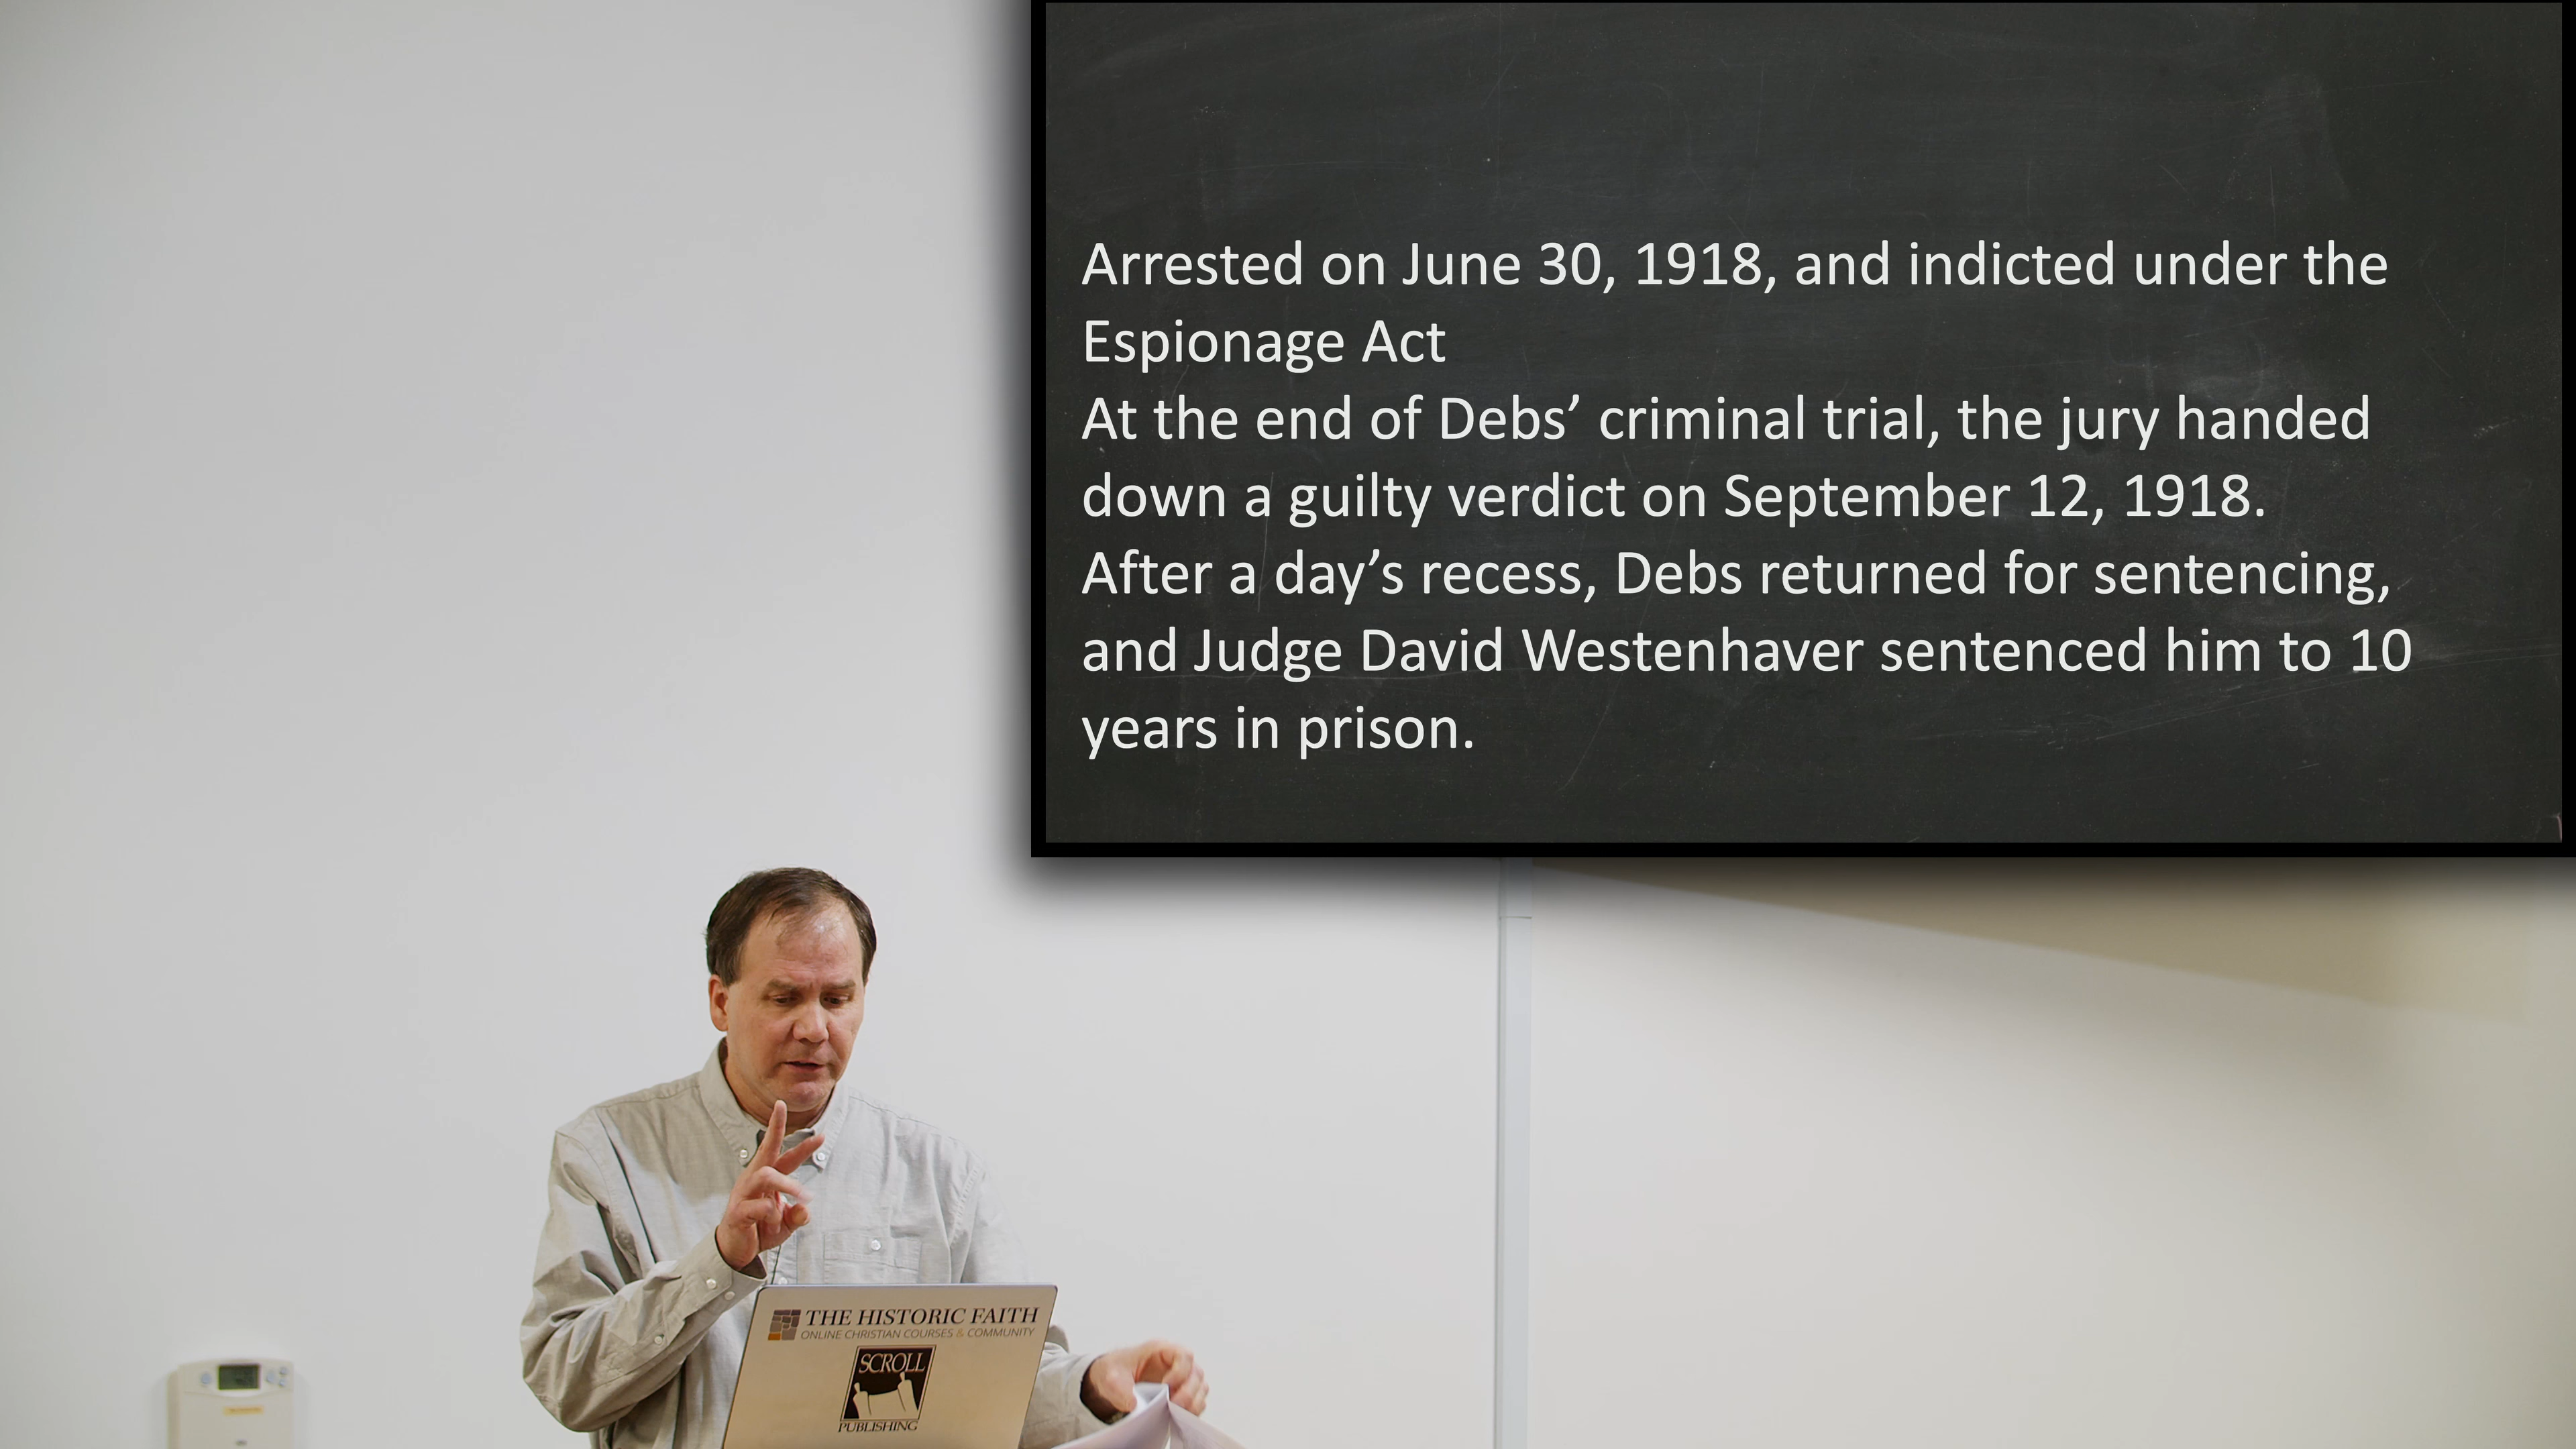 Arrested on June 30, 1918, and indicted under the
Espionage Act
At the end of Debs’ criminal trial, the jury handed
down a guilty verdict on September 12, 1918.
After a day’s recess, Debs returned for sentencing,
and Judge David Westenhaver sentenced him to 10
years in prison.
THE HISTORIC FAITH
ONLINE CHRISTIAN COURSES & COMMUNITY
SCROLL
PUBLISHING